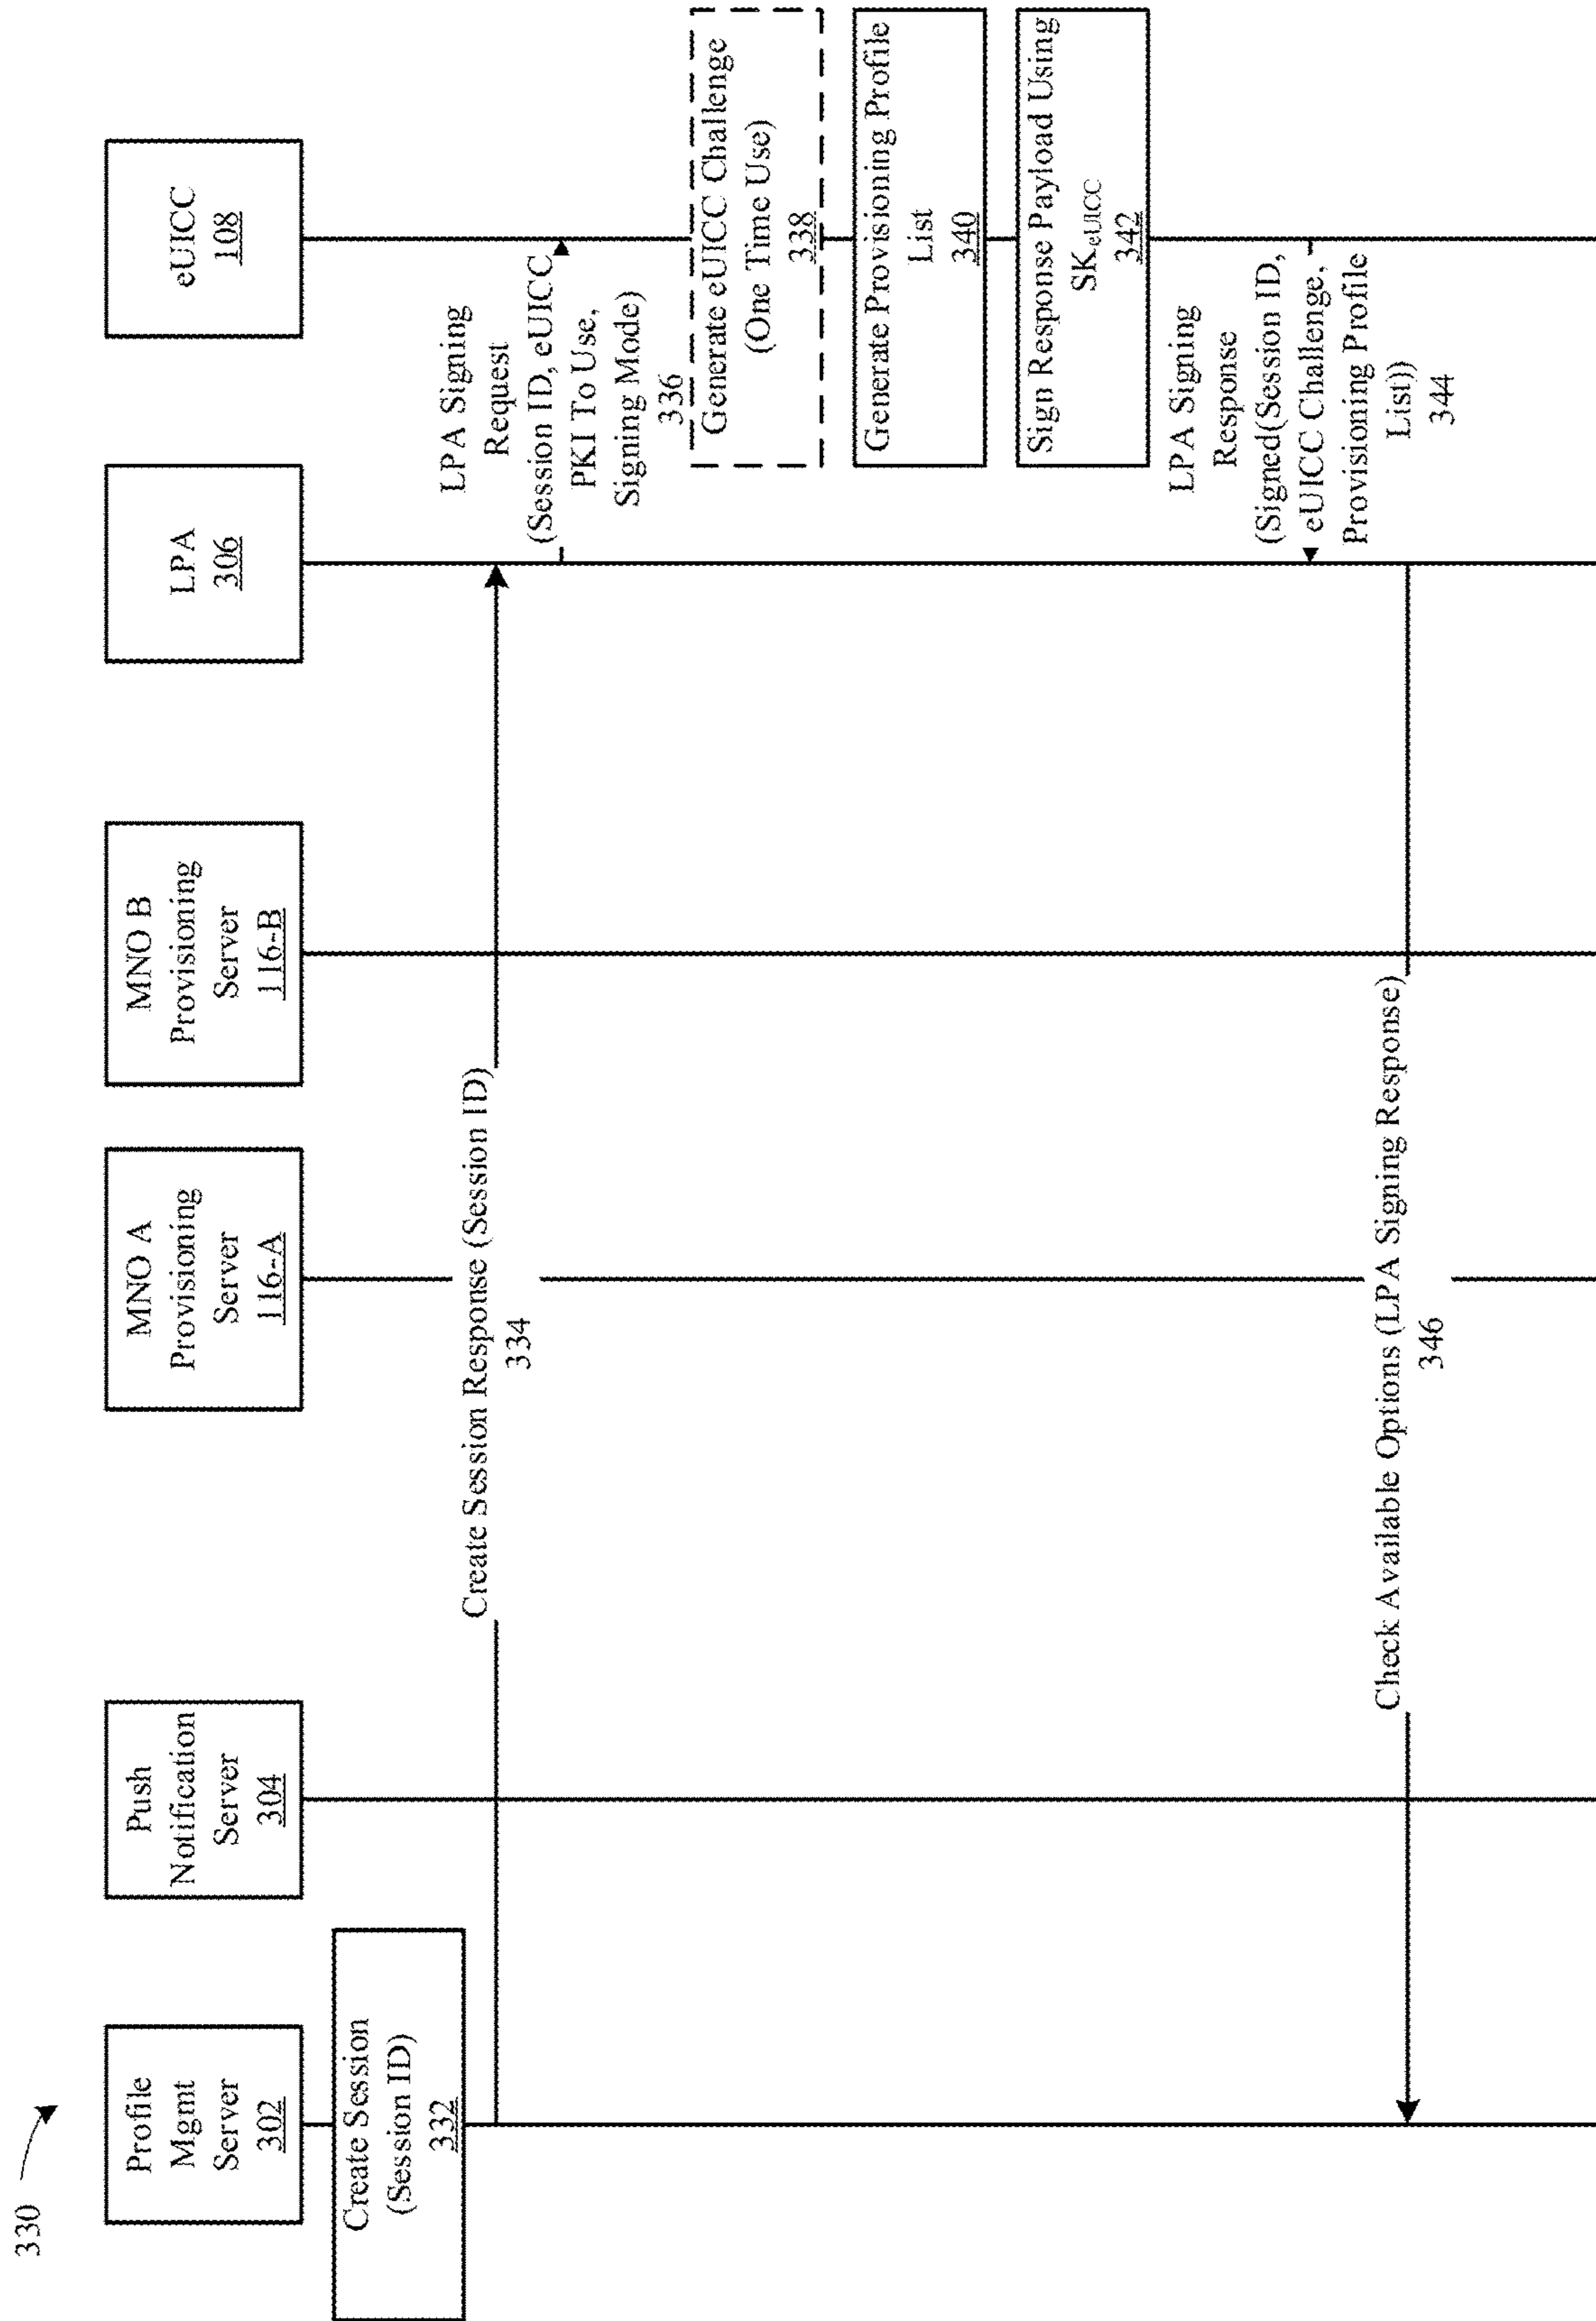 330
Profile
Mgmt
Server
302
Push
Notification
Server
304
MNO A
Provisioning
Server
116-A
MNO B
Provisioning
Server
116-B
LPA
306
eUICC
108
Create Session
(Session ID)
332
Create Session Response (Session ID)
334
LPA Signing
Request
(Session ID, eUICC
PKI To Use,
Signing Mode)
336
Generate eUICC Challenge
(One Time Use)
338
Generate Provisioning Profile
List
340
Sign Response Payload Using
SKeUICC
342
LPA Signing
Response
(Signed(Session ID,
eUICC Challenge,
Provisioning Profile
List))
344
Check Available Options (LPA Signing Response)
346